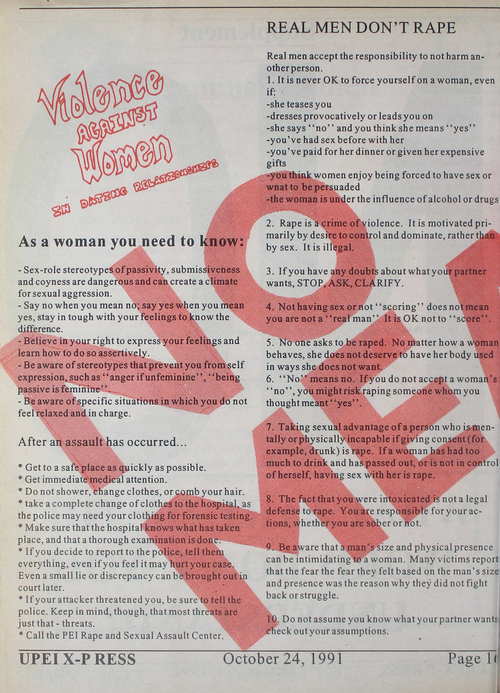 Violence
AGAINST
Women
IN DATING RELATIONSHIPS
As a woman you need to know:
- Sex-role stereotypes of passivity, submissiveness
and coyness are dangerous and can create a climate
for sexual aggression.
- Say no when you mean no; say yes when you mean
yes, stay in tough with your feelings to know the
difference.
- Believe in your right to express your feelings and
learn how to do so assertively.
- Be aware of stereotypes that prevent you from self
expression, such as "anger if unfeminine", "being
passive is feminine".
- Be aware of specific situations in which you do not
feel relaxed and in charge.
After an assault has occurred...
* Get to a safe place as quickly as possible.
* Get immediate medical attention.
* Do not shower, change clothes, or comb your hair.
* take a complete change of clothes to the hospital, as
the police may need your clothing for forensic testing.
* Make sure that the hospital knows what has taken
place, and that a thorough examination is done.
* If you decide to report to the police, tell them
everything, even if you feel it may hurt your case.
Even a small lie or discrepancy can be brought out in
court later.
* If your attacker threatened you, be sure to tell the
police. Keep in mind, though, that most threats are
just that - threats.
* Call the PEI Rape and Sexual Assault Center.
REAL MEN DON'T RAPE
Real men accept the responsibility to not harm an-
other person.
1. It is never OK to force yourself on a woman, even
if:
-she teases you
-dresses provocatively or leads you on
-she says "no" and you think she means "yes"
-you've had sex before with her
-you've paid for her dinner or given her expensive
gifts
-you think women enjoy being forced to have sex or
want to be persuaded
-the woman is under the influence of alcohol or drugs
2. Rape is a crime of violence. It is motivated pri-
marily by desire to control and dominate, rather than
by sex. It is illegal.
3. If you have any doubts about what your partner
wants, STOP, ASK, CLARIFY.
4. Not having sex or not "scoring" does not mean
you are not a "real man" It is OK not to "score".
5. No one asks to be raped. No matter how a woman
behaves, she does not deserve to have her body used
in ways she does not want.
6. "No" means no. If you do not accept a woman's
"no", you might risk raping someone whom you
thought meant "yes".
7. Taking sexual advantage of a person who is men-
tally or physically incapable if giving consent (for
example, drunk) is rape. If a woman has had too
much to drink and has passed out, or is not in control
of herself, having sex with her is rape.
8. The fact that you were intoxicated is not a legal
defense to rape. You are responsible for your ac-
tions, whether you are sober or not.
9. Be aware that a man's size and physical presence
can be intimidating to a woman. Many victims report
that the fear the fear they felt based on the man's size
and presence was the reason why they did not fight
back or struggle.
10. Do not assume you know what your partner wants
check out your assumptions.
NO
ME
UPEI X-PRESS October 24, 1991 Page